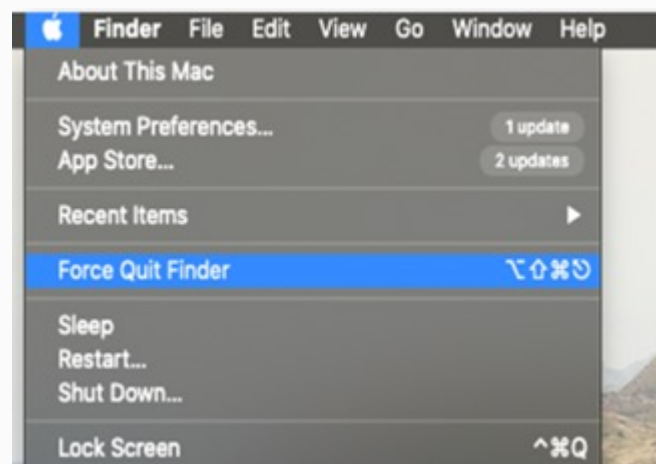 Finder File Edit View Go Window Help
About This Mac
System Preferences... 1 update
App Store... 2 updates
Recent Items ▶
Force Quit Finder ⌥⇧⌘⎋
Sleep
Restart...
Shut Down...
Lock Screen ^⌘Q